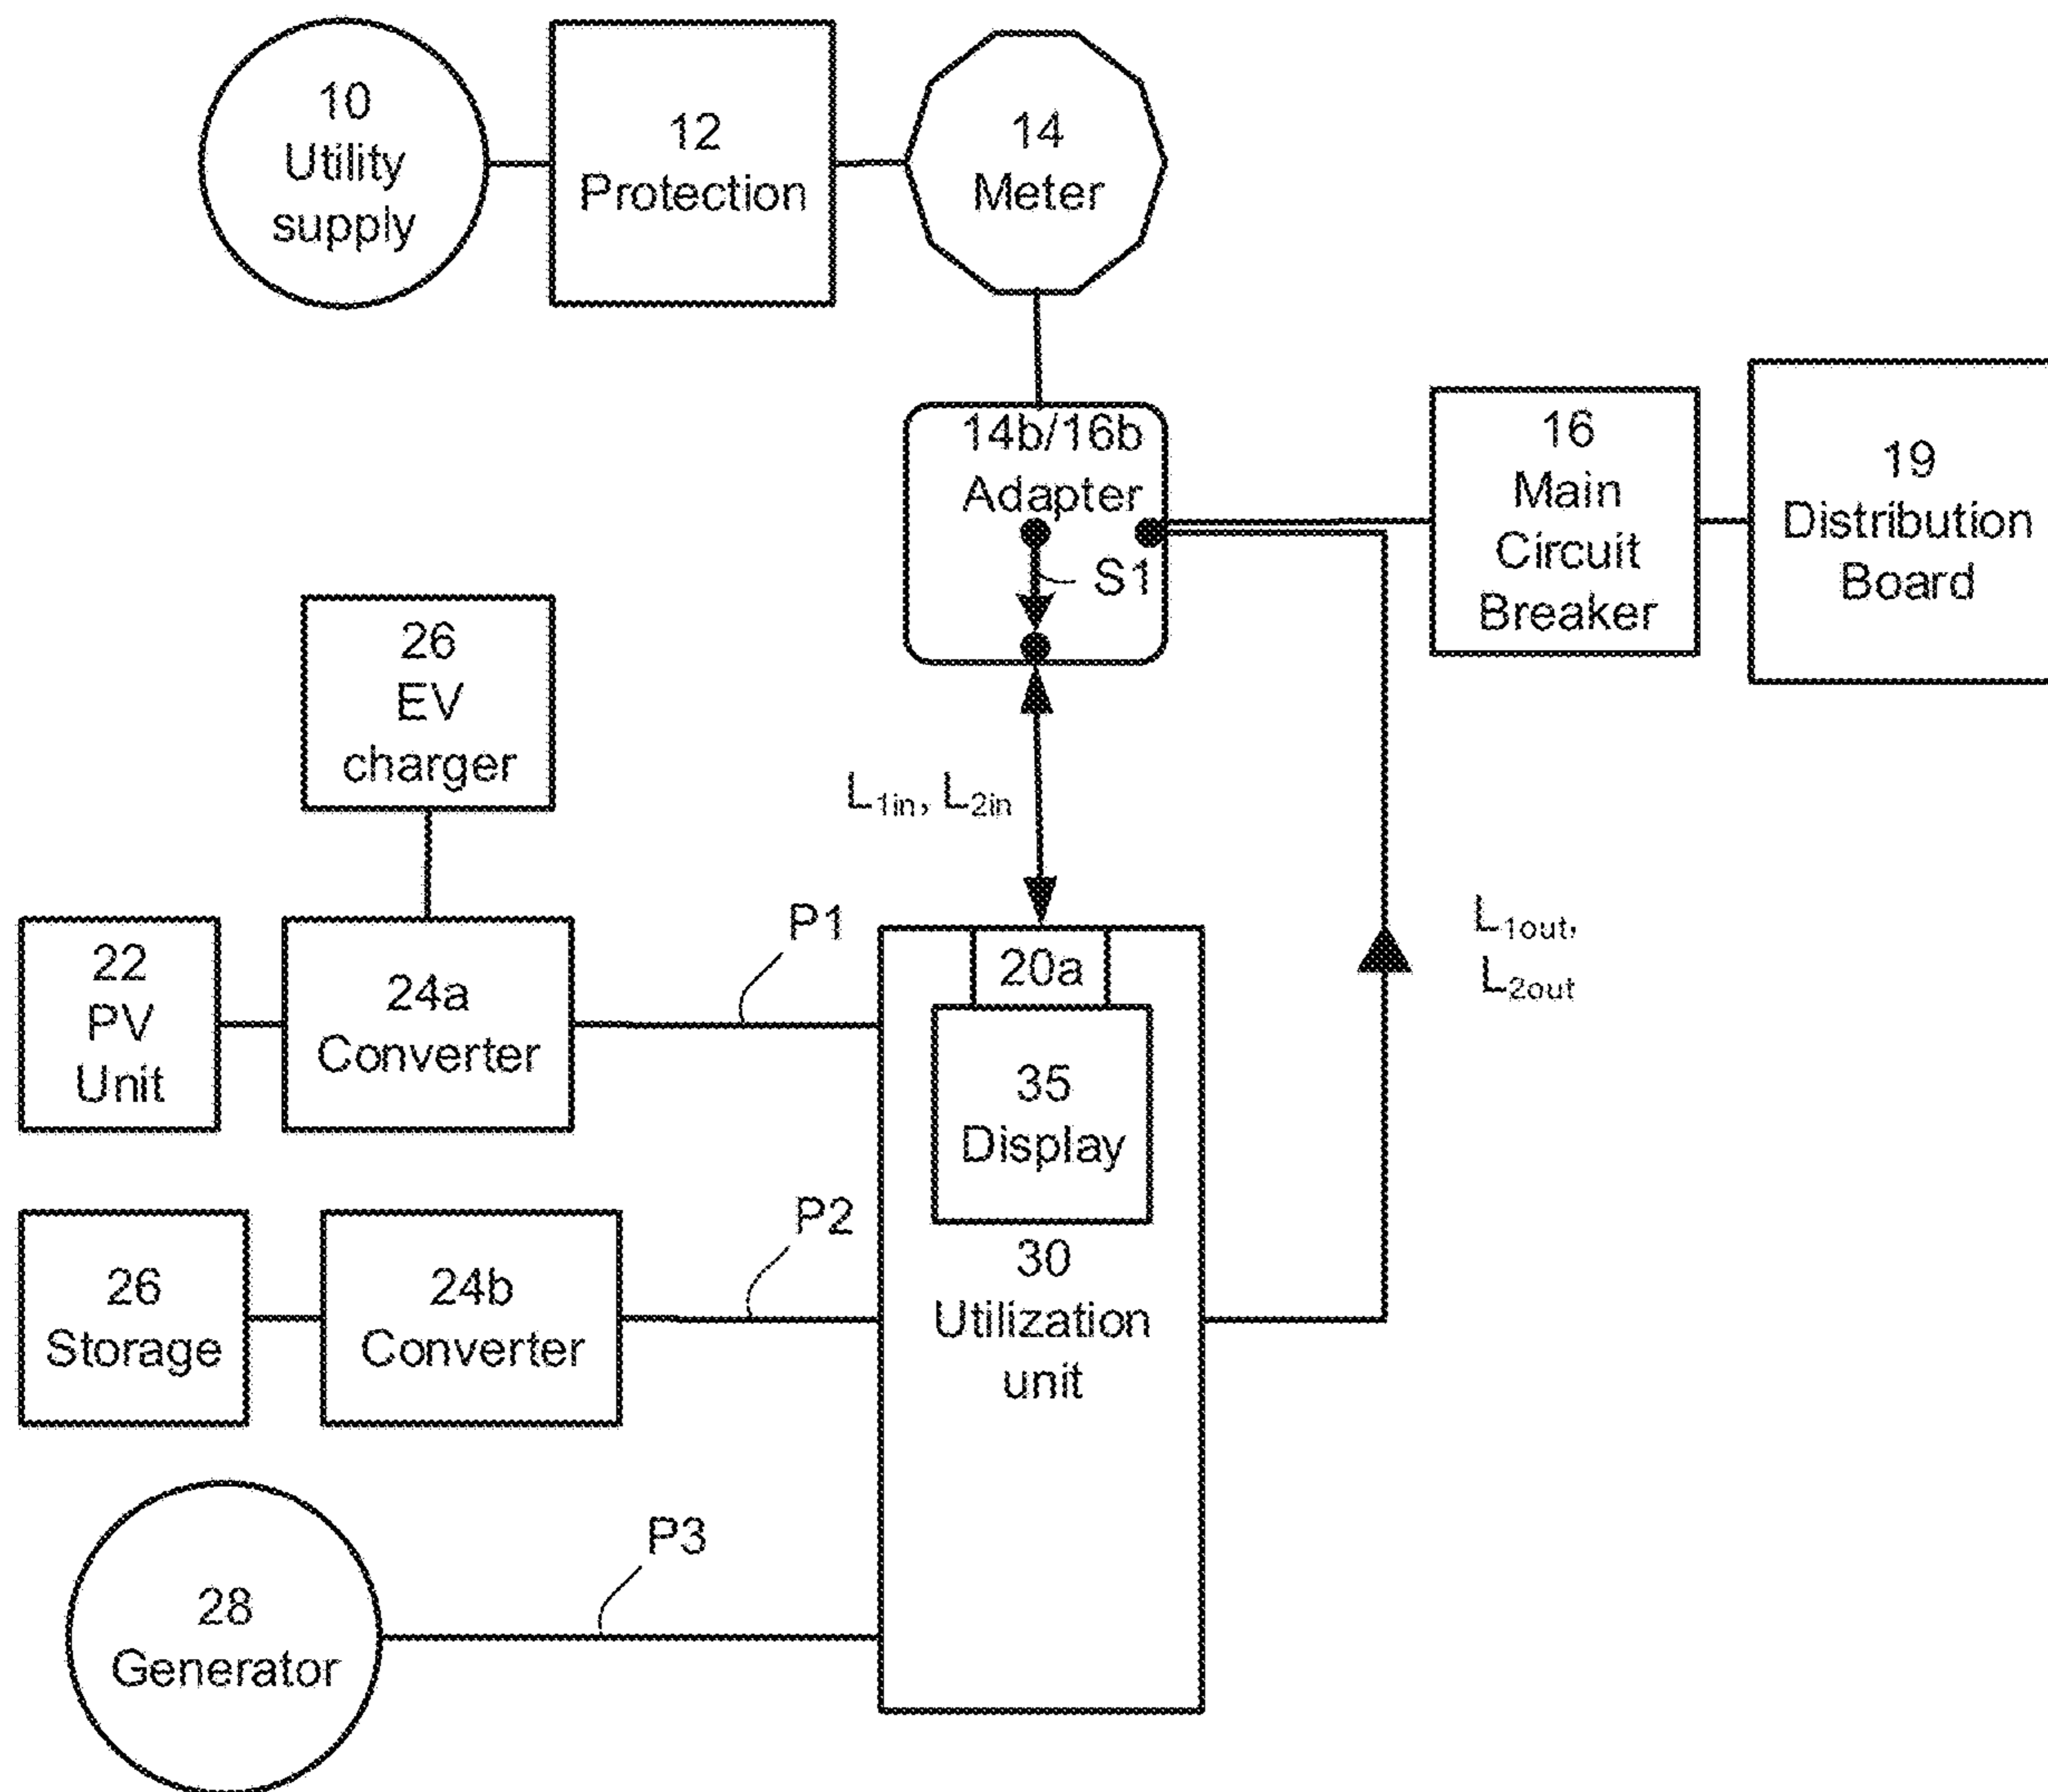 10
Utility
supply
12
Protection
14
Meter
14b/16b
Adapter
S1
16
Main
Circuit
Breaker
19
Distribution
Board
26
EV
charger
L1in, L2in
L1out,
L2out
22
PV
Unit
24a
Converter
P1
20a
35
Display
30
Utilization
unit
26
Storage
24b
Converter
P2
28
Generator
P3